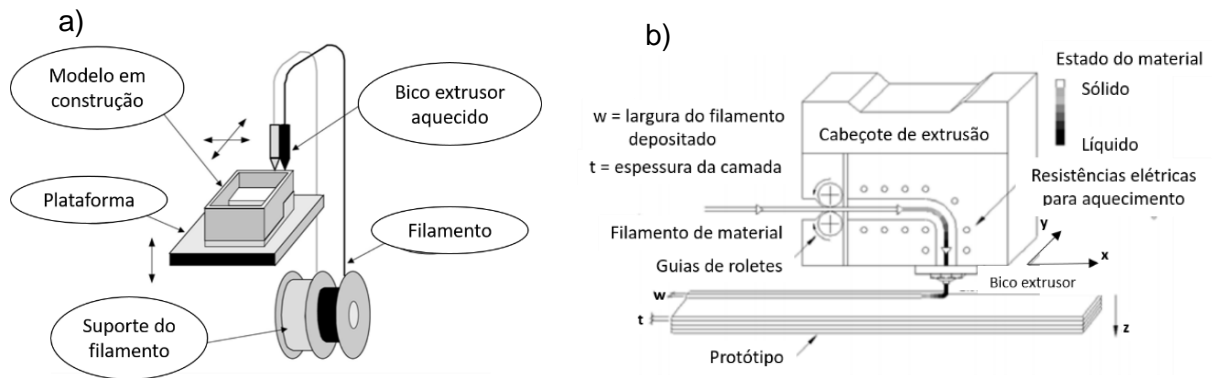 a)
Modelo em
construção
Bico extrusor
aquecido
Plataforma
Filamento
Suporte do
filamento
b)
Estado do material
Sólido
Líquido
w = largura do filamento
depositado
t = espessura da camada
Cabeçote de extrusão
Resistências elétricas
para aquecimento
Filamento de material
Guias de roletes
y
x
Bico extrusor
w
t
z
Protótipo